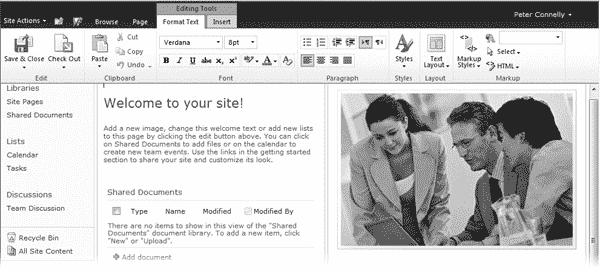 Editing Tools
Site Actions Browse Page Format Text Insert Peter Connelly
Save & Close Check Out Paste Cut Copy Undo Verdana 8pt B I U abc x₂ x² A Styles Text Layout Markup Styles Select HTML
Edit Clipboard Font Paragraph Styles Layout Markup
Libraries
Site Pages
Shared Documents
Lists
Calendar
Tasks
Discussions
Team Discussion
Recycle Bin
All Site Content
Welcome to your site!
Add a new image, change this welcome text or add new lists
to this page by clicking the edit button above. You can click
on Shared Documents to add files or on the calendar to
create new team events. Use the links in the getting started
section to share your site and customize its look.
Shared Documents
Type Name Modified Modified By
There are no items to show in this view of the "Shared
Documents" document library. To add a new item, click
"New" or "Upload".
Add document